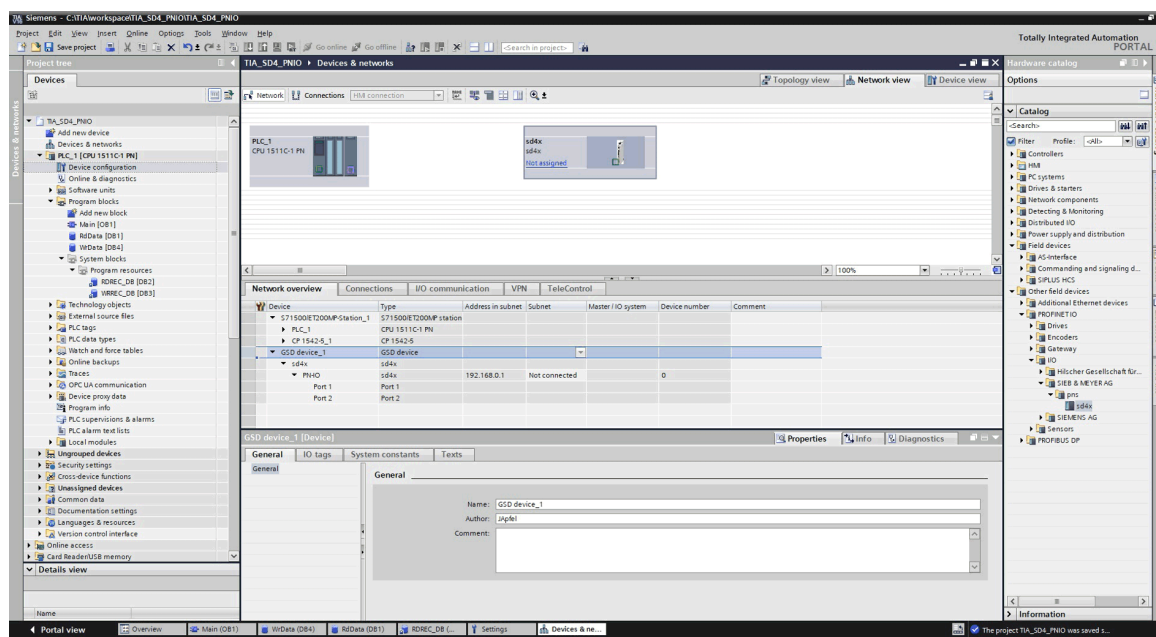 Siemens - C:\TIA\workspace\TIA_SD4_PNIO\TIA_SD4_PNIO
Project Edit View Insert Online Options Tools Window Help
Save project Go online Go offline <Search in project>
Totally Integrated Automation
PORTAL
Project tree
Devices
Devices & networks
TIA_SD4_PNIO
Add new device
Devices & networks
PLC_1 [CPU 1511C-1 PN]
Device configuration
Online & diagnostics
Software units
Program blocks
Add new block
Main [OB1]
RdData [DB1]
WrData [DB4]
System blocks
Program resources
RDREC_DB [DB2]
WRREC_DB [DB3]
Technology objects
External source files
PLC tags
PLC data types
Watch and force tables
Online backups
Traces
OPC UA communication
Device proxy data
Program info
PLC supervisions & alarms
PLC alarm text lists
Local modules
Ungrouped devices
Security settings
Cross-device functions
Unassigned devices
Common data
Documentation settings
Languages & resources
Version control interface
Online access
Card Reader/USB memory
Details view
Name
TIA_SD4_PNIO Devices & networks
Topology view Network view Device view
Network Connections HMI connection
PLC_1
CPU 1511C-1 PN
sd4x
sd4x
Not assigned
100%
Network overview Connections I/O communication VPN TeleControl
Device Type Address in subnet Subnet Master / IO system Device number Comment
S71500/ET200MP-Station_1 S71500/ET200MP station
PLC_1 CPU 1511C-1 PN
CP 1542-5_1 CP 1542-5
GSD device_1 GSD device
sd4x sd4x
PN-IO sd4x 192.168.0.1 Not connected 0
Port 1 Port 1
Port 2 Port 2
GSD device_1 [Device]
Properties Info Diagnostics
General IO tags System constants Texts
General
General
Name: GSD device_1
Author: JApfel
Comment:
Hardware catalog
Options
Catalog
<Search>
Filter Profile: <All>
Controllers
HMI
PC systems
Drives & starters
Network components
Detecting & Monitoring
Distributed I/O
Power supply and distribution
Field devices
AS-Interface
Commanding and signaling d...
SIPLUS HCS
Other field devices
Additional Ethernet devices
PROFINET IO
Drives
Encoders
Gateway
I/O
Hilscher Gesellschaft für...
SIEB & MEYER AG
pns
sd4x
SIEMENS AG
Sensors
PROFIBUS DP
Information
Portal view Overview Main (OB1) WrData (DB4) RdData (DB1) RDREC_DB (... Settings Devices & ne...
The project TIA_SD4_PNIO was saved s...